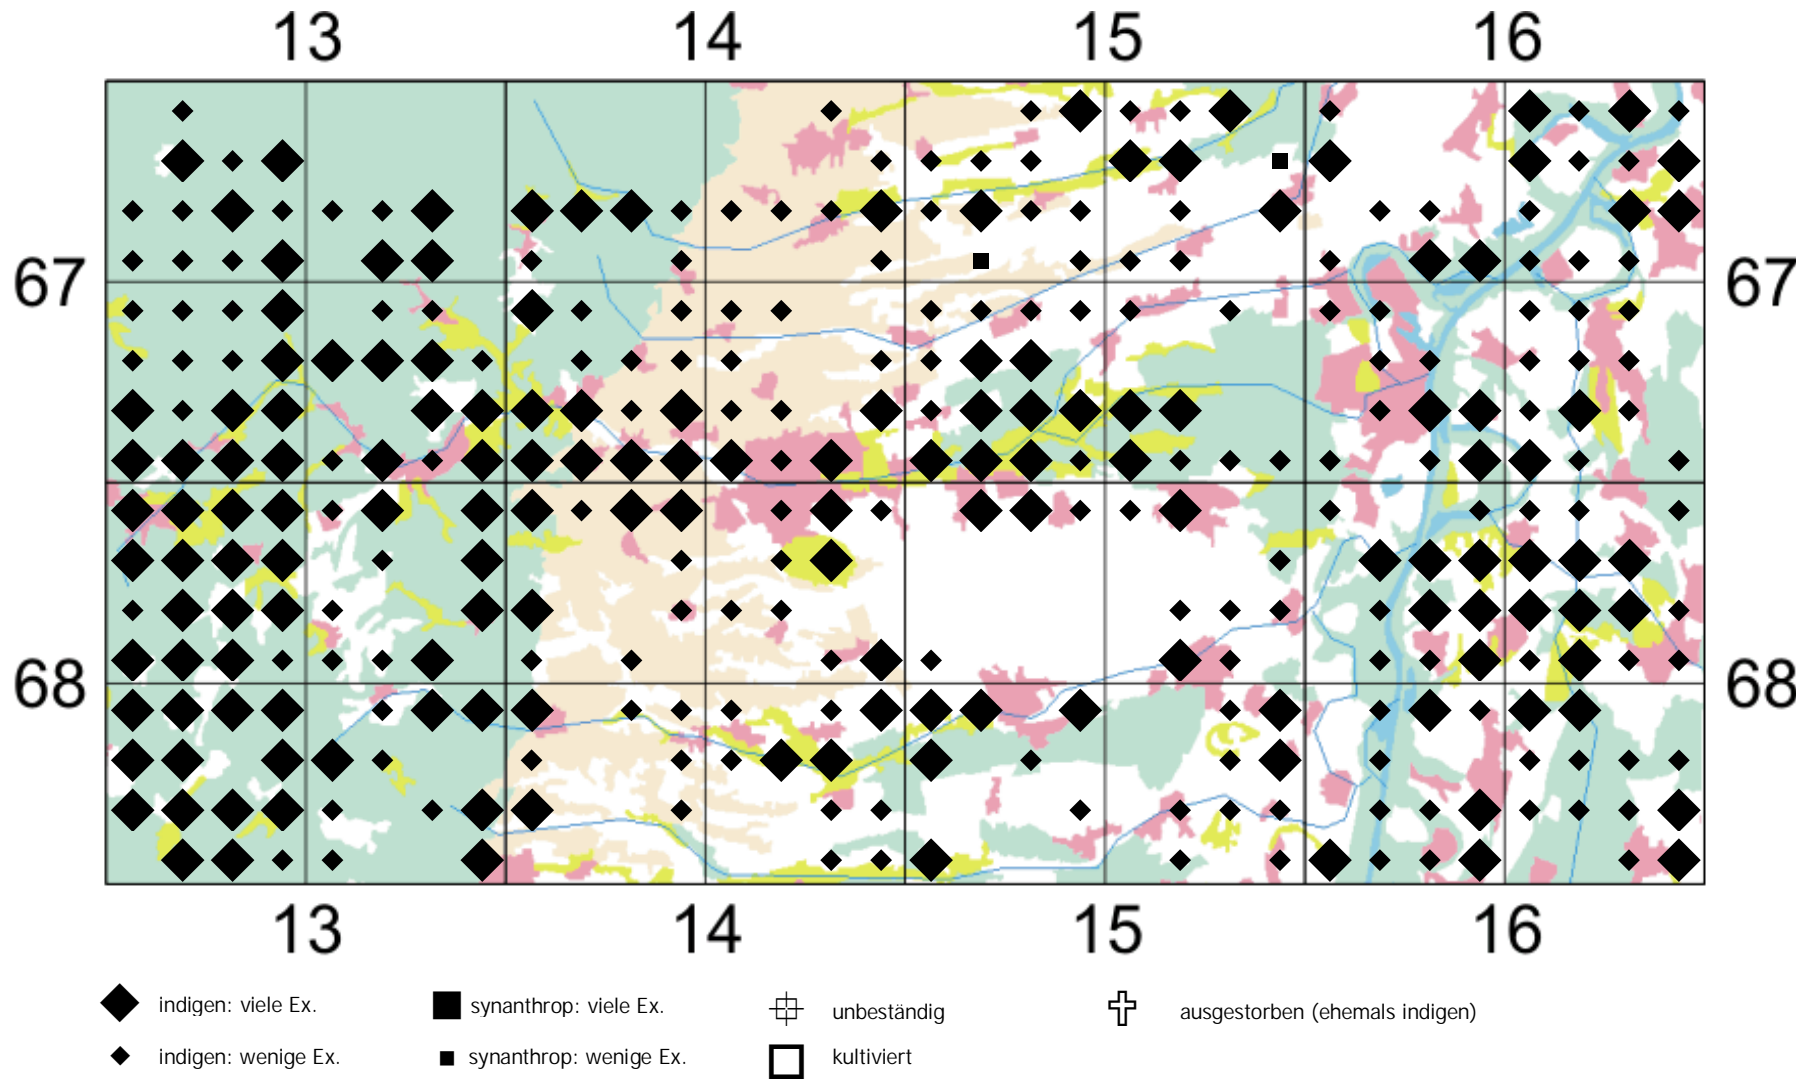 13 14 15 16
67 67
68 68
13 14 15 16
indigen: viele Ex. synanthrop: viele Ex. unbeständig ausgestorben (ehemals indigen)
indigen: wenige Ex. synanthrop: wenige Ex. kultiviert